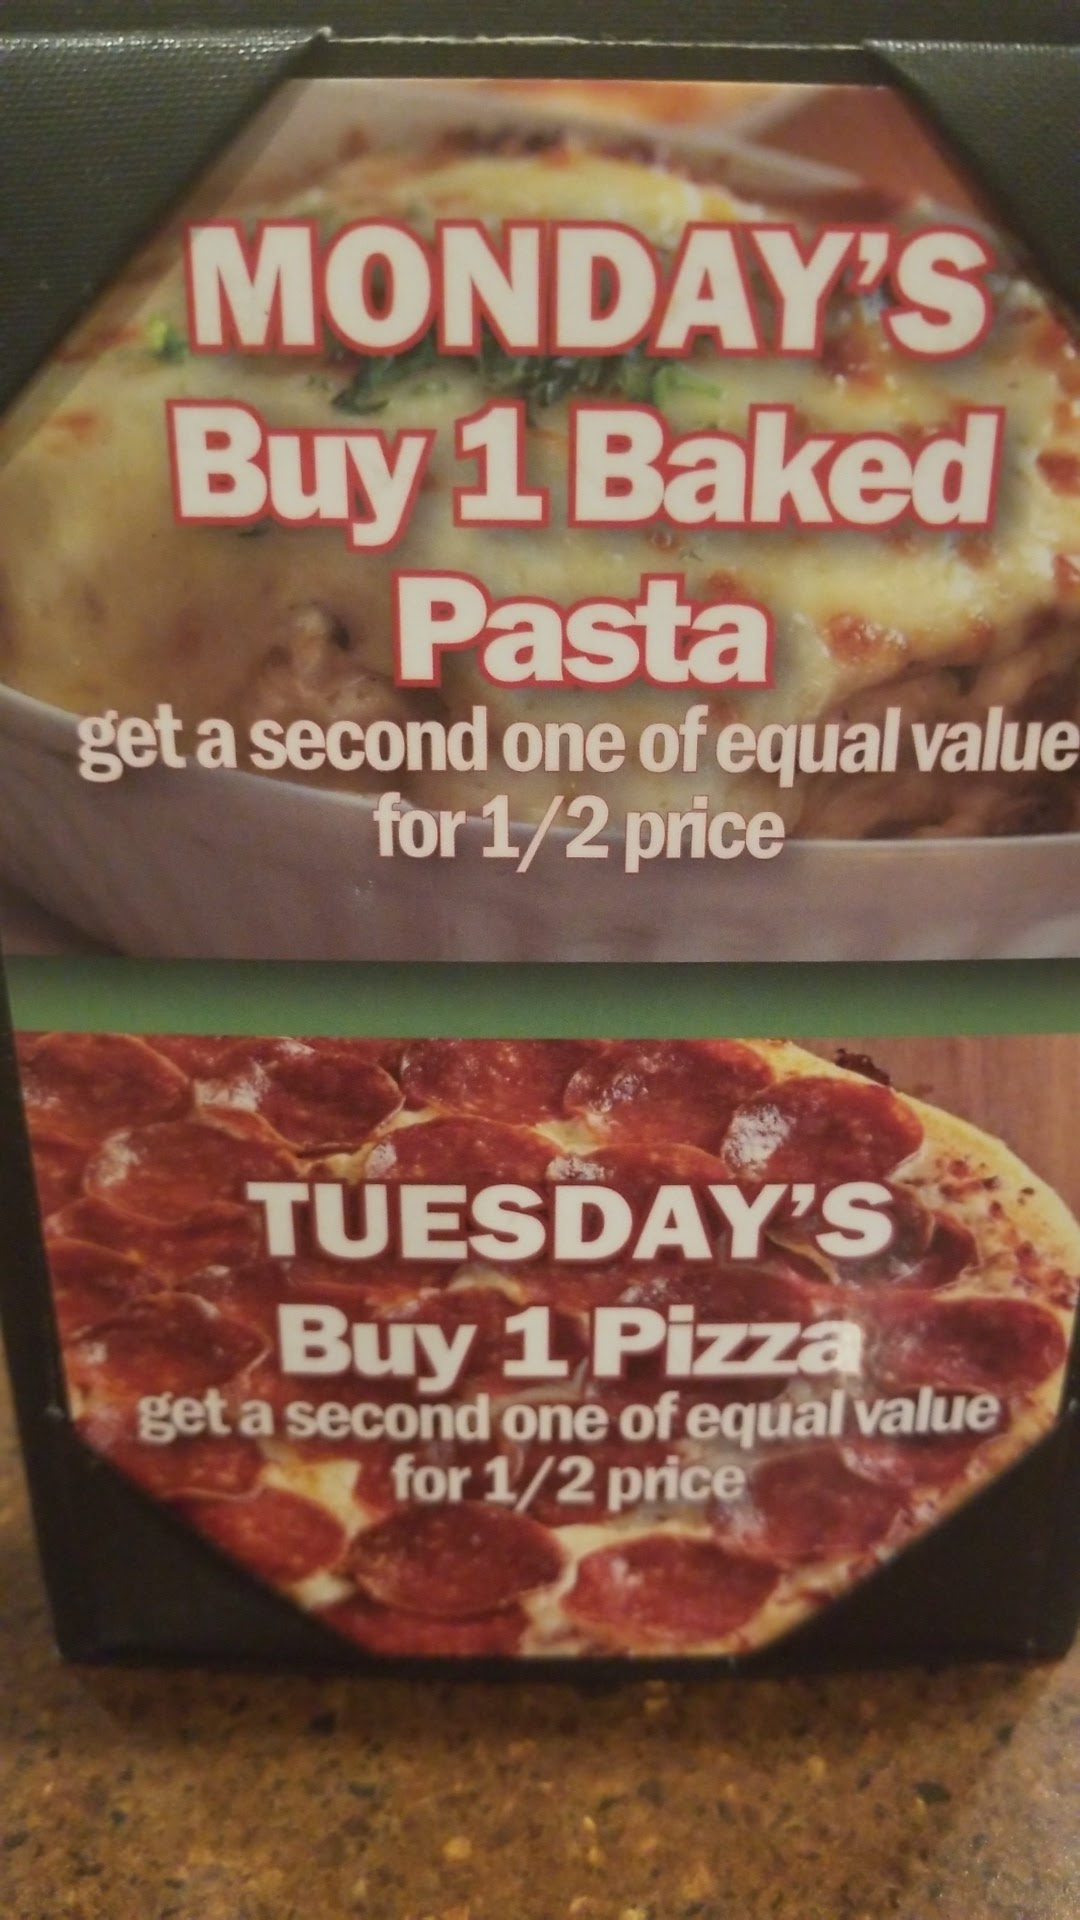 MONDAY'S
Buy 1 Baked
Pasta
get a second one of equal value
for 1/2 price
TUESDAY'S
Buy 1 Pizza
get a second one of equal value
for 1/2 price